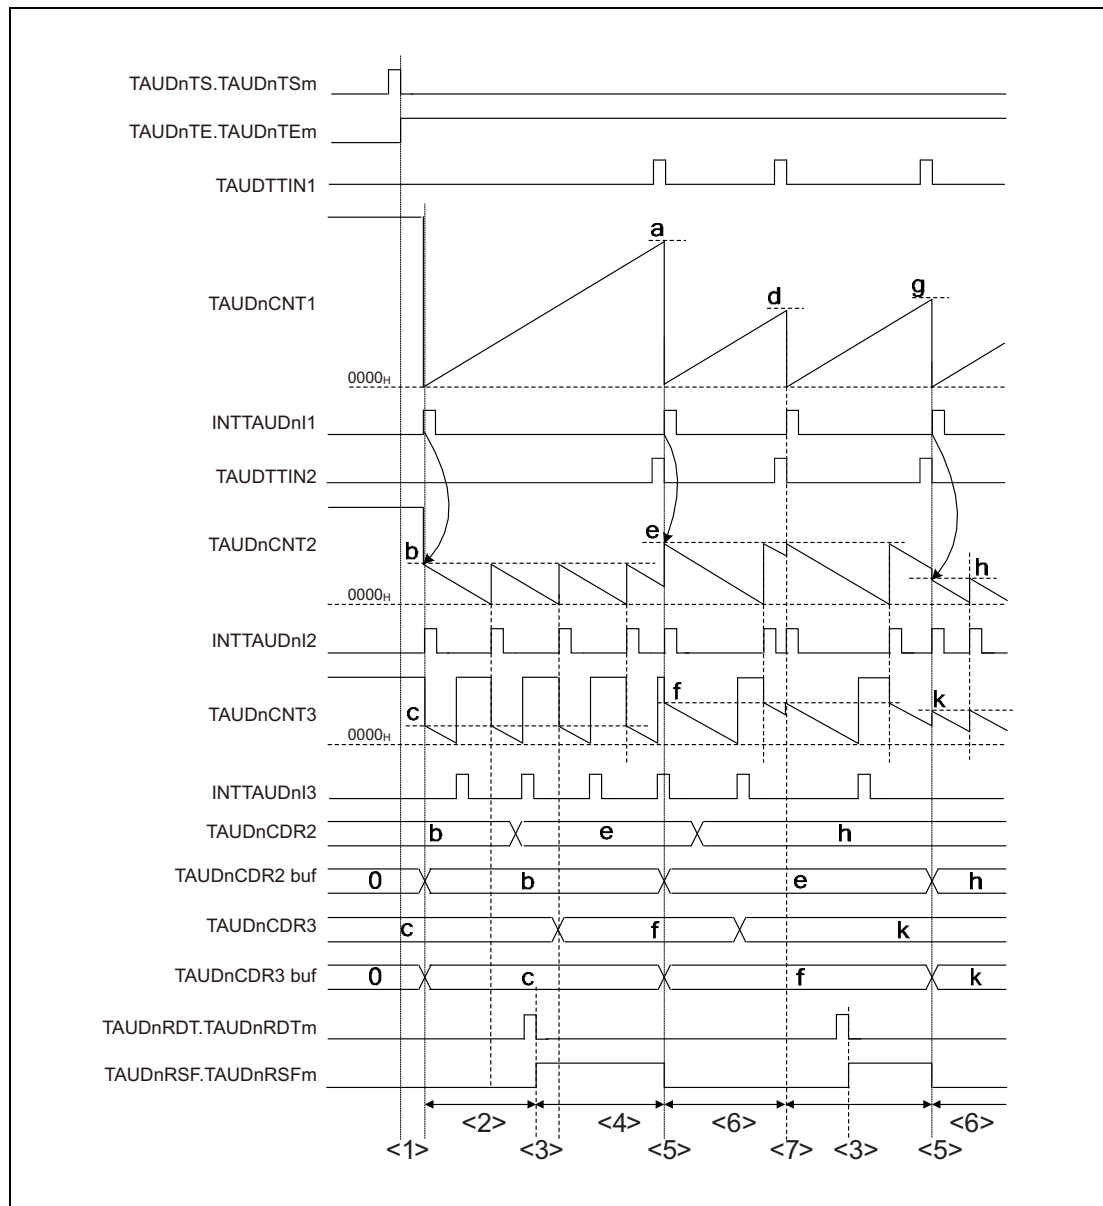 TAUDnTS.TAUDnTSm
TAUDnTE.TAUDnTEm
TAUDTTIN1
a
d
g
TAUDnCNT1
0000H
INTTAUDnI1
TAUDTTIN2
TAUDnCNT2
b
e
h
0000H
INTTAUDnI2
TAUDnCNT3
c
f
k
0000H
INTTAUDnI3
TAUDnCDR2
b
e
h
TAUDnCDR2 buf
0
b
e
h
TAUDnCDR3
c
f
k
TAUDnCDR3 buf
0
c
f
k
TAUDnRDT.TAUDnRDTm
TAUDnRSF.TAUDnRSFm
<2> <4> <6> <6>
<1> <3> <5> <7> <3> <5>